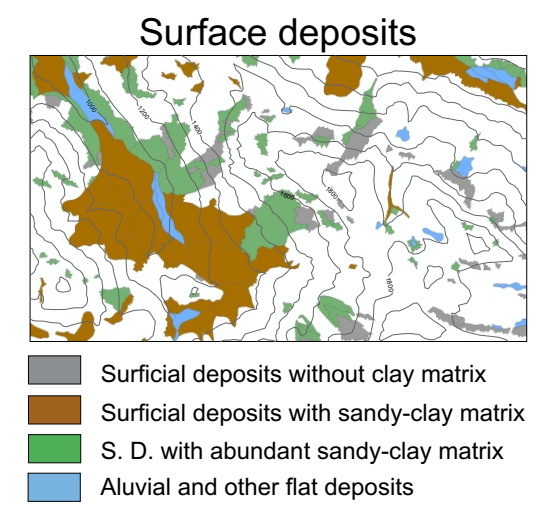 Surface deposits
1000
1200
1400
1600
1600
1800
Surficial deposits without clay matrix
Surficial deposits with sandy-clay matrix
S. D. with abundant sandy-clay matrix
Aluvial and other flat deposits